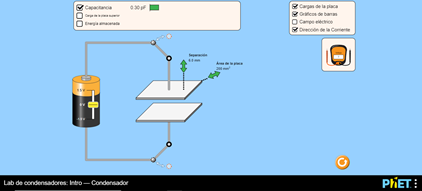 Capacitancia 0.30 pF
Carga de la placa superior
Energía almacenada
Cargas de la placa
Gráficos de barras
Campo eléctrico
Dirección de la Corriente
Separación
Área de la placa
Lab de condensadores: Intro — Condensador
PhET